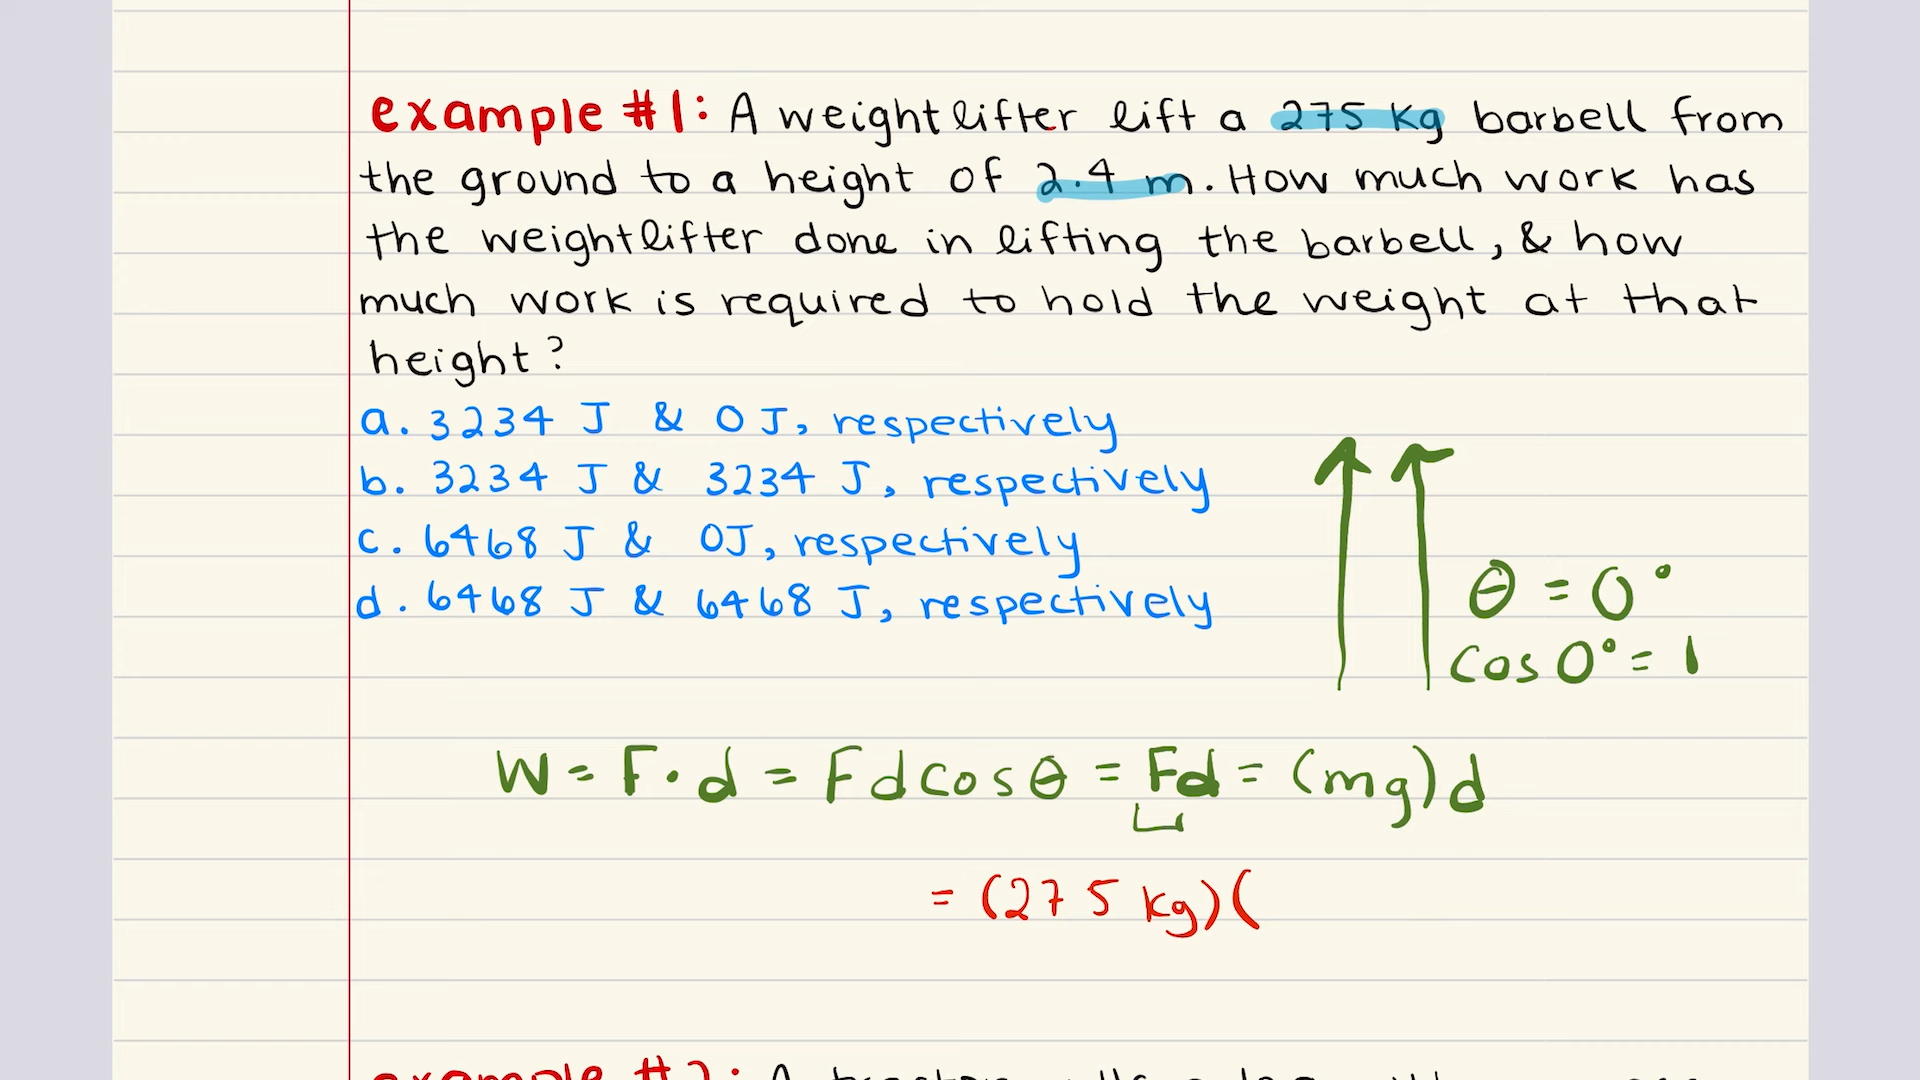 example #1: A weightlifter lift a 275 kg barbell from
the ground to a height of 2.4 m. How much work has
the weightlifter done in lifting the barbell, & how
much work is required to hold the weight at that
height?
a. 3234 J & 0 J, respectively
b. 3234 J & 3234 J, respectively
c. 6468 J & 0J, respectively
d. 6468 J & 6468 J, respectively
θ = 0°
cos 0° = 1
W = F · d = F d cos θ = Fd = (mg) d
= (275 kg)(
example #2: A